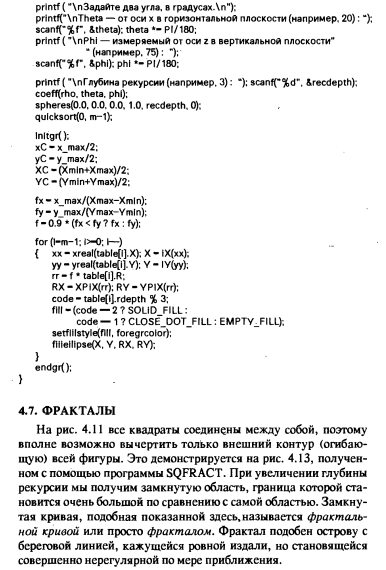 printf ( "\nЗадайте два угла, в градусах.\n");
printf("\nTheta — от оси x в горизонтальной плоскости (например, 20) : ");
scanf("%f", &theta); theta *= PI/180;
printf ( "\nPhi — измеряемый от оси z в вертикальной плоскости"
" (например, 75) : ");
scanf("%f", &phi); phi *= PI/180;
printf ( "\nГлубина рекурсии (например, 3) : "); scanf("%d", &recdepth);
coeff(rho, theta, phi);
spheres(0.0, 0.0, 0.0, 1.0, recdepth, 0);
quicksort(0, m-1);
initgr( );
xC = x_max/2;
yC = y_max/2;
XC = (Xmin+Xmax)/2;
YC = (Ymin+Ymax)/2;
fx = x_max/(Xmax-Xmin);
fy = y_max/(Ymax-Ymin);
f = 0.9 * (fx < fy ? fx : fy);
for (i=m-1; i>=0; i--)
{ xx = xreal(table[i].X); X = IX(xx);
yy = yreal(table[i].Y); Y = IY(yy);
rr = f * table[i].R;
RX = XPIX(rr); RY = YPIX(rr);
code = table[i].rdepth % 3;
fill = (code == 2 ? SOLID_FILL :
code == 1 ? CLOSE_DOT_FILL : EMPTY_FILL);
setfillstyle(fill, foregrcolor);
fillellipse(X, Y, RX, RY);
}
endgr( );
}
4.7. ФРАКТАЛЫ
На рис. 4.11 все квадраты соединены между собой, поэтому
вполне возможно вычертить только внешний контур (огибаю-
щую) всей фигуры. Это демонстрируется на рис. 4.13, получен-
ном с помощью программы SQFRACT. При увеличении глубины
рекурсии мы получим замкнутую область, граница которой ста-
новится очень большой по сравнению с самой областью. Замкну-
тая кривая, подобная показанной здесь, называется фракталь-
ной кривой или просто фракталом. Фрактал подобен острову с
береговой линией, кажущейся ровной издали, но становящейся
совершенно нерегулярной по мере приближения.